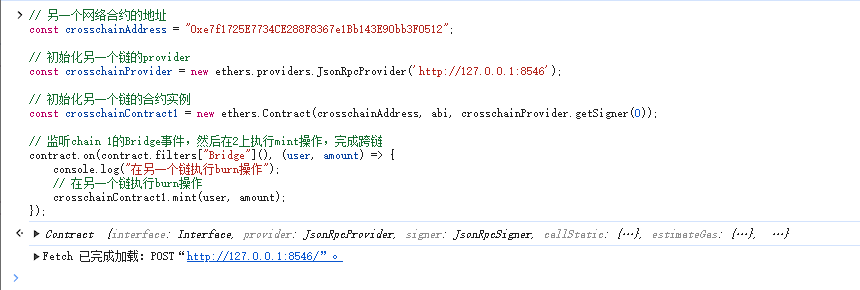 // 另一个网络合约的地址
const crosschainAddress = "0xe7f1725E7734CE288F8367e1Bb143E90bb3F0512";
// 初始化另一个链的provider
const crosschainProvider = new ethers.providers.JsonRpcProvider('http://127.0.0.1:8546');
// 初始化另一个链的合约实例
const crosschainContract1 = new ethers.Contract(crosschainAddress, abi, crosschainProvider.getSigner(0));
// 监听chain 1的Bridge事件，然后在2上执行mint操作，完成跨链
contract.on(contract.filters["Bridge"](), (user, amount) => {
console.log("在另一个链执行burn操作");
// 在另一个链执行burn操作
crosschainContract1.mint(user, amount);
});
Contract {interface: Interface, provider: JsonRpcProvider, signer: JsonRpcSigner, callStatic: {…}, estimateGas: {…}, …}
Fetch 已完成加载：POST“http://127.0.0.1:8546/”。